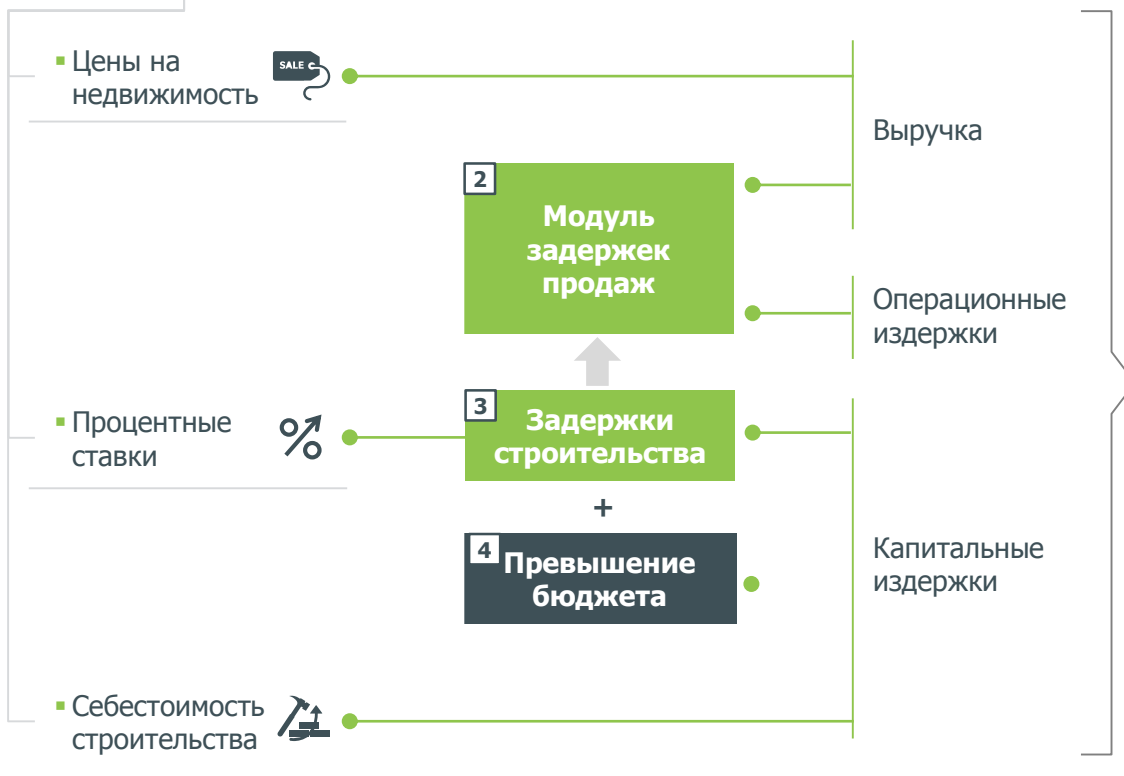 Цены на
недвижимость
SALE
Выручка
2
Модуль
задержек
продаж
Операционные
издержки
Процентные
ставки
3
Задержки
строительства
+
4
Превышение
бюджета
Капитальные
издержки
Себестоимость
строительства